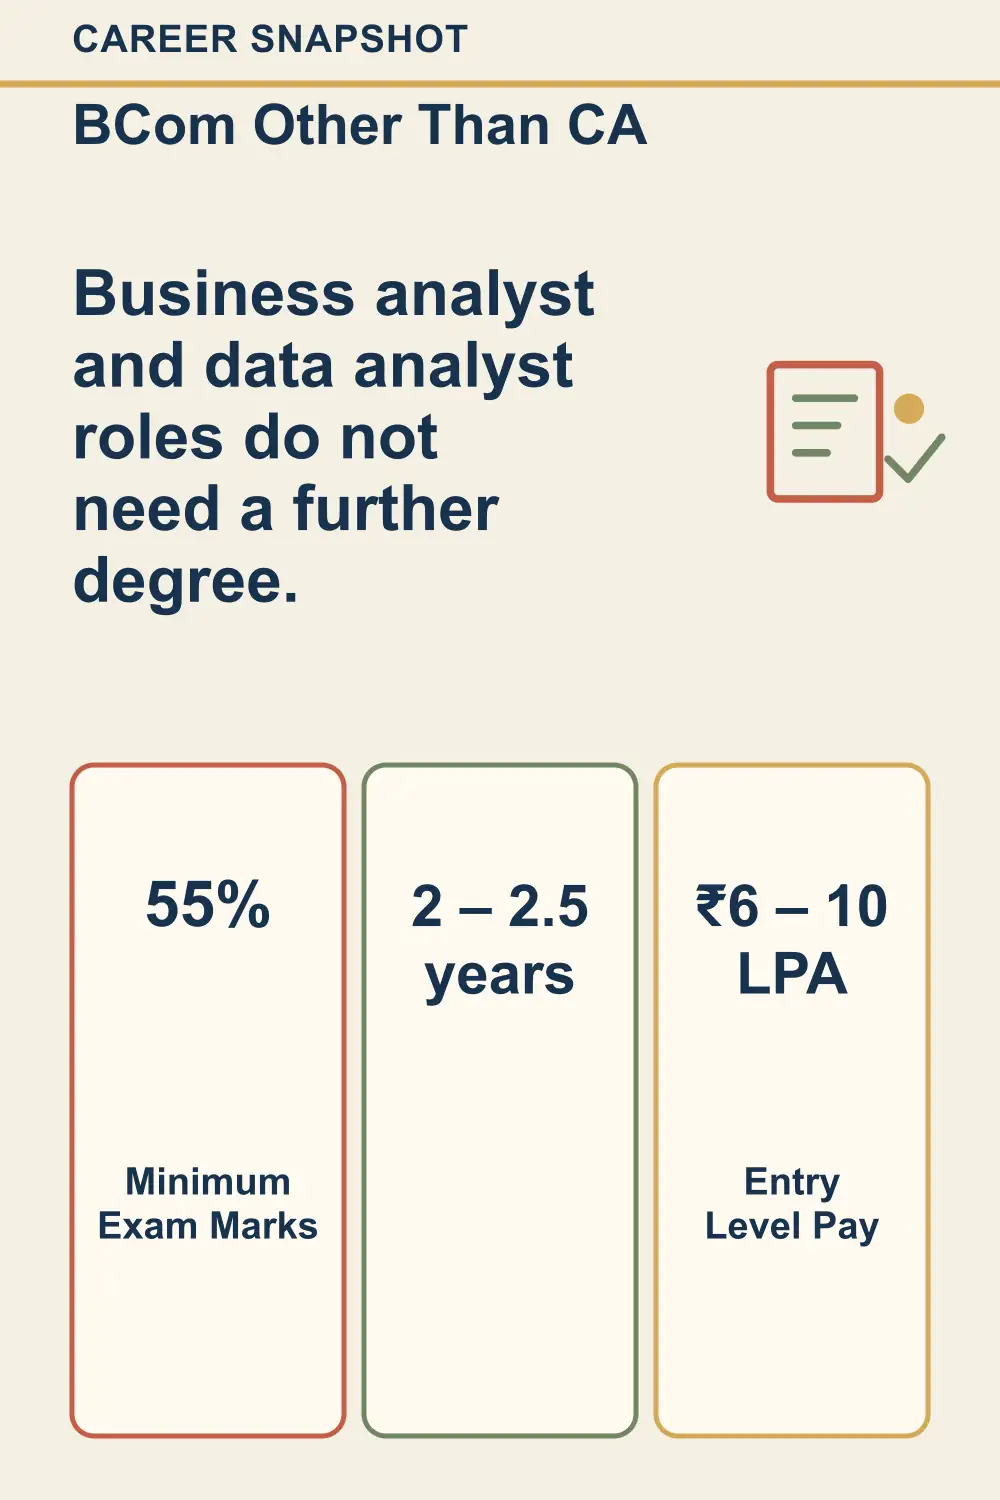 CAREER SNAPSHOT
BCom Other Than CA
Business analyst
and data analyst
roles do not
need a further
degree.
55%
Minimum
Exam Marks
2 – 2.5
years
₹6 – 10
LPA
Entry
Level Pay